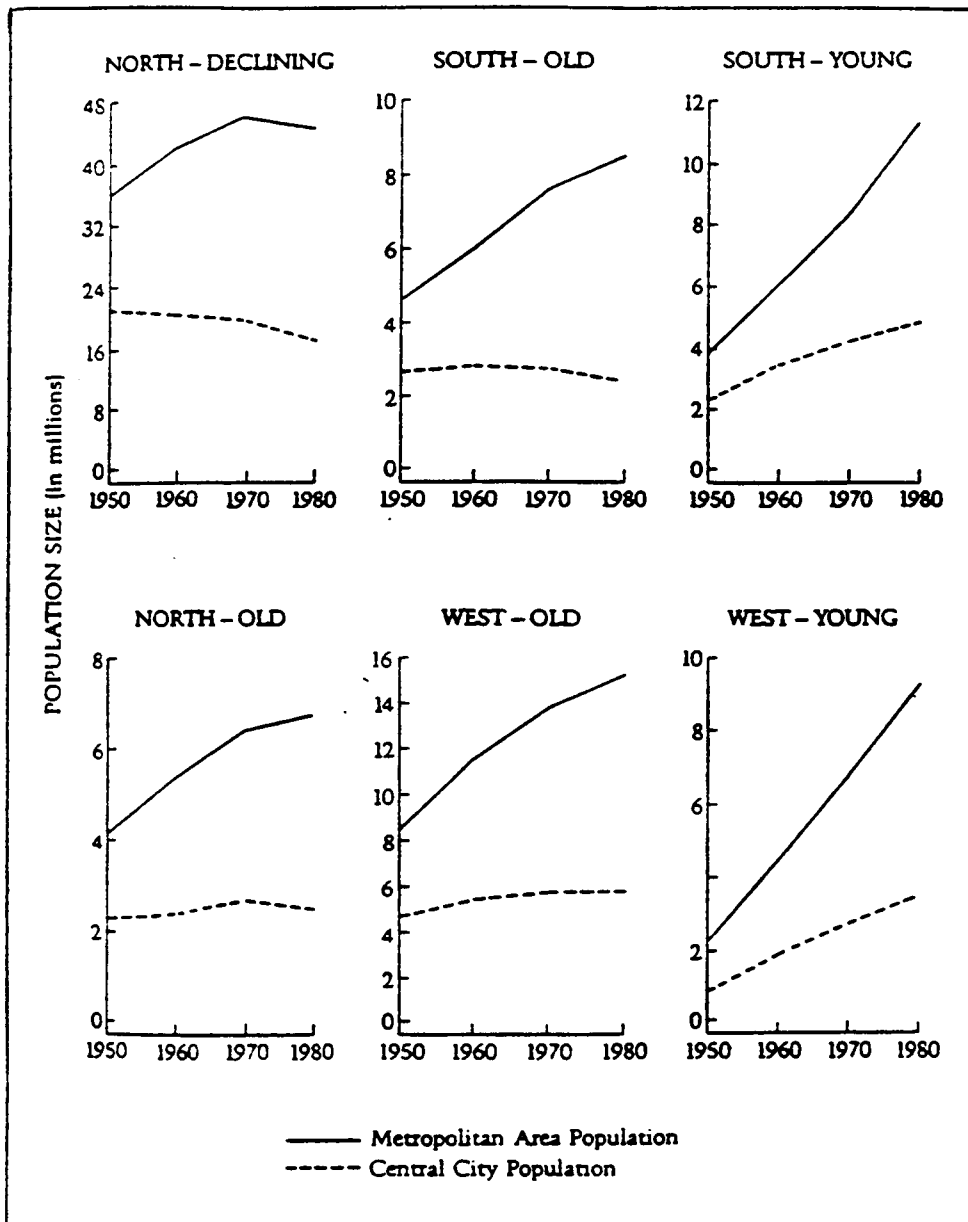 NORTH – DECLINING
SOUTH – OLD
SOUTH – YOUNG
48
40
32
24
16
8
0
1950 1960 1970 1980
10
8
6
4
2
0
1950 1960 1970 1980
12
10
8
6
4
2
0
1950 1960 1970 1980
POPULATION SIZE (In millions)
NORTH – OLD
WEST – OLD
WEST – YOUNG
8
6
4
2
0
1950 1960 1970 1980
16
14
12
10
8
6
4
2
0
1950 1960 1970 1980
10
8
6
2
0
1950 1960 1970 1980
Metropolitan Area Population
Central City Population